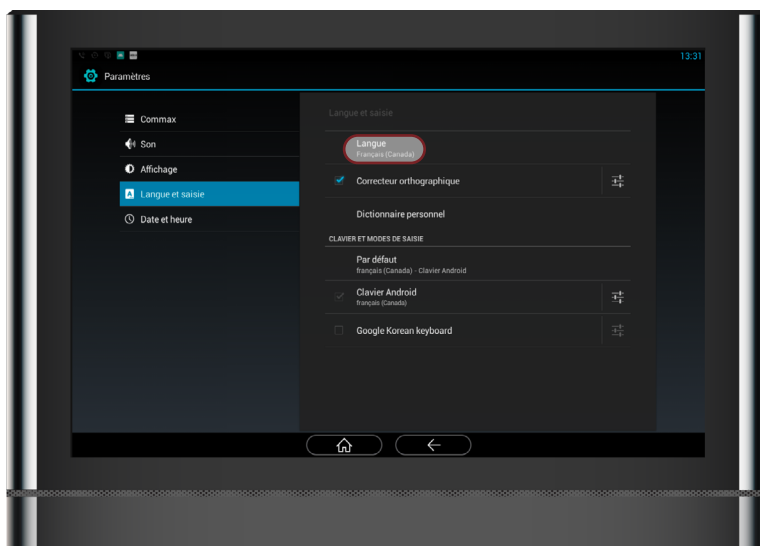 13:31
Paramètres
Commax
Son
Affichage
Langue et saisie
Date et heure
Langue et saisie
Langue
Français (Canada)
Correcteur orthographique
Dictionnaire personnel
CLAVIER ET MODES DE SAISIE
Par défaut
français (Canada) - Clavier Android
Clavier Android
français (Canada)
Google Korean keyboard